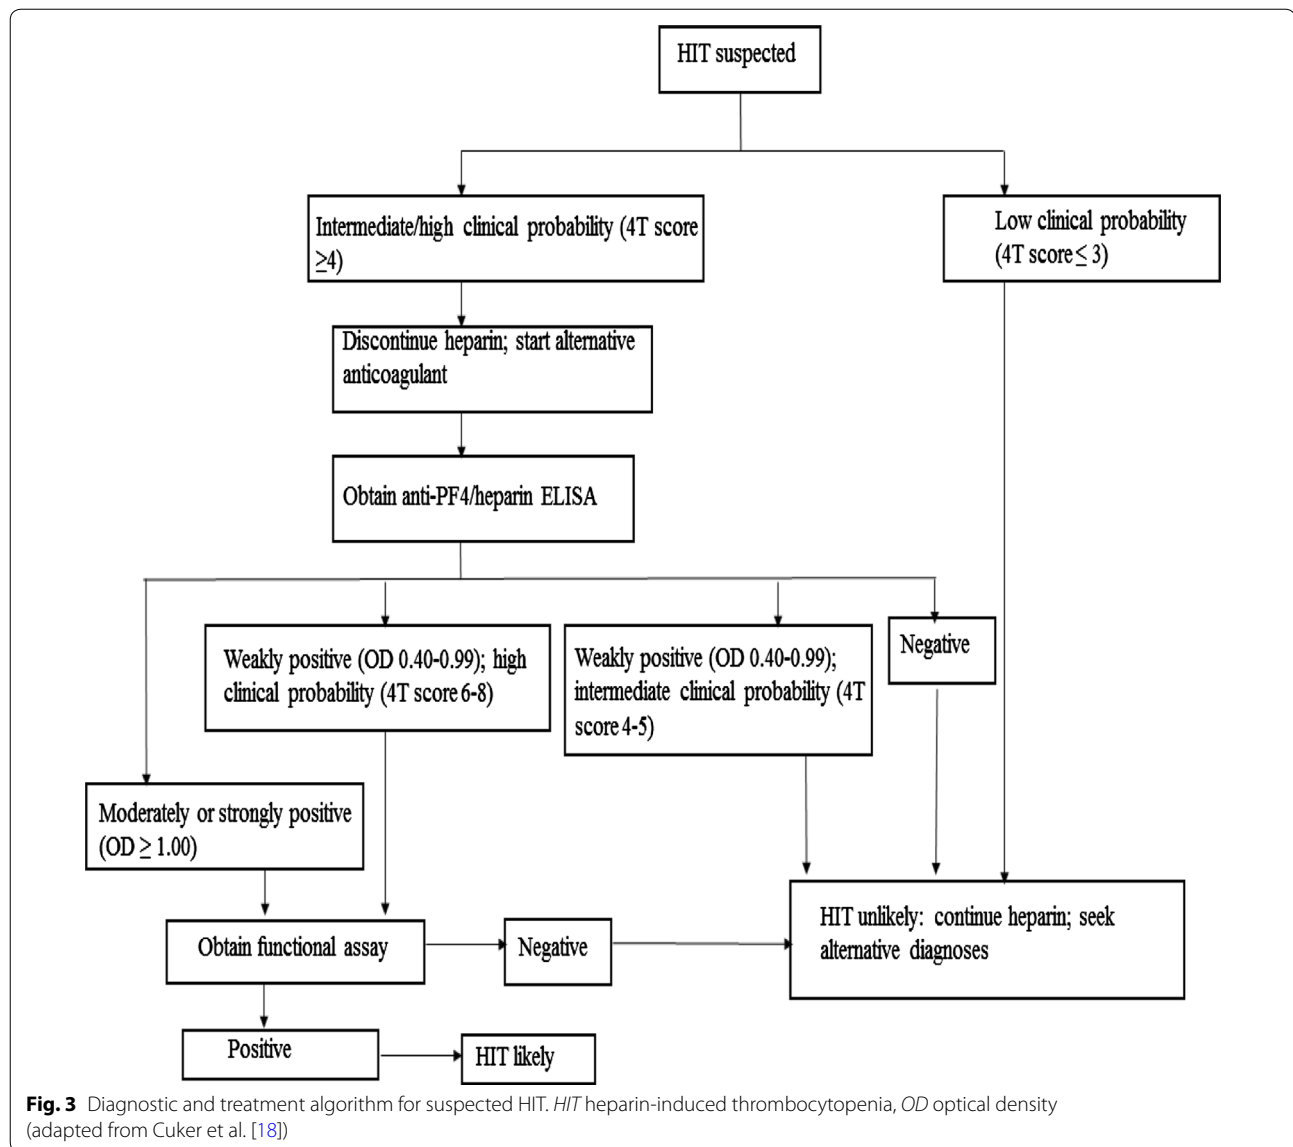 HIT suspected
Intermediate/high clinical probability (4T score
≥4)
Low clinical probability
(4T score ≤ 3)
Discontinue heparin; start alternative
anticoagulant
Obtain anti-PF4/heparin ELISA
Weakly positive (OD 0.40-0.99); high
clinical probability (4T score 6-8)
Weakly positive (OD 0.40-0.99);
intermediate clinical probability (4T
score 4-5)
Negative
Moderately or strongly positive
(OD ≥ 1.00)
Obtain functional assay
Negative
HIT unlikely: continue heparin; seek
alternative diagnoses
Positive
HIT likely
Fig. 3 Diagnostic and treatment algorithm for suspected HIT. HIT heparin-induced thrombocytopenia, OD optical density
(adapted from Cuker et al. [18])